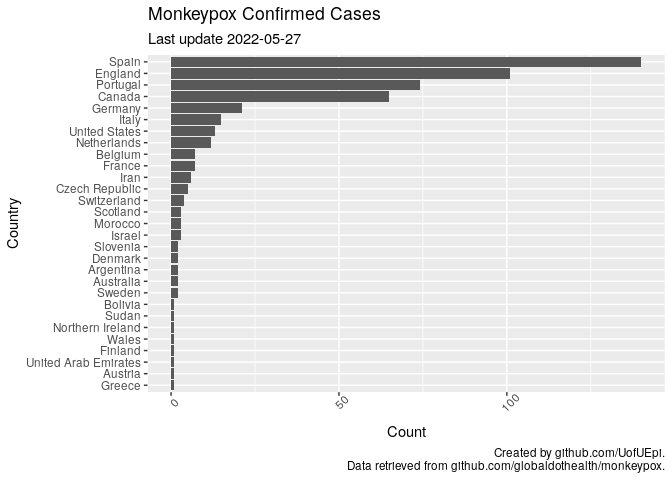 Monkeypox Confirmed Cases
Last update 2022-05-27
Spain
England
Portugal
Canada
Germany
Italy
United States
Netherlands
Belgium
France
Iran
Czech Republic
Switzerland
Scotland
Morocco
Israel
Slovenia
Denmark
Argentina
Australia
Sweden
Bolivia
Sudan
Northern Ireland
Wales
Finland
United Arab Emirates
Austria
Greece
Country
0
50
100
Count
Created by github.com/UofUEpi.
Data retrieved from github.com/globaldothealth/monkeypox.